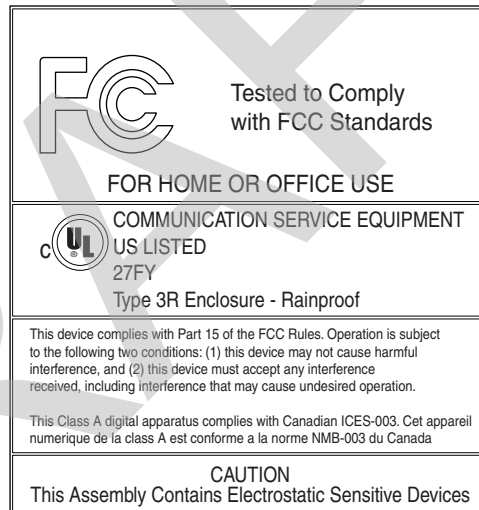 FC
Tested to Comply
with FCC Standards
FOR HOME OR OFFICE USE
COMMUNICATION SERVICE EQUIPMENT
C UL ® US LISTED
27FY
Type 3R Enclosure - Rainproof
This device complies with Part 15 of the FCC Rules. Operation is subject
to the following two conditions: (1) this device may not cause harmful
interference, and (2) this device must accept any interference
received, including interference that may cause undesired operation.
This Class A digital apparatus complies with Canadian ICES-003. Cet appareil
numerique de la class A est conforme a la norme NMB-003 du Canada
CAUTION
This Assembly Contains Electrostatic Sensitive Devices